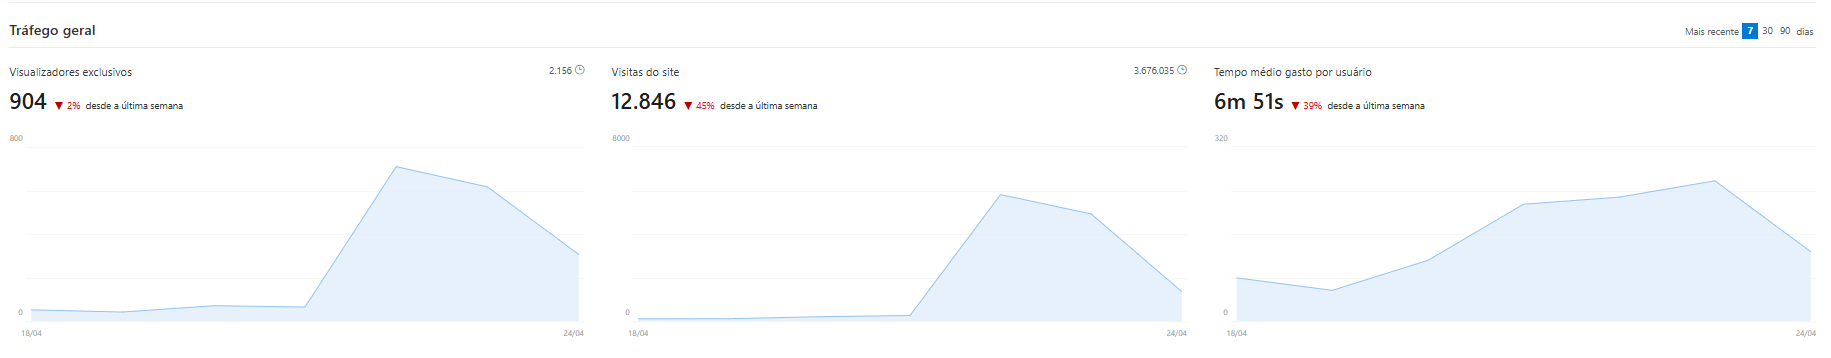 Tráfego geral
Mais recente 7 30 90 dias
Visualizadores exclusivos 2.156
904 ▼ 2% desde a última semana
800
0
18/04 24/04
Visitas do site 3.676.035
12.846 ▼ 45% desde a última semana
8000
0
18/04 24/04
Tempo médio gasto por usuário
6m 51s ▼ 39% desde a última semana
320
0
18/04 24/04